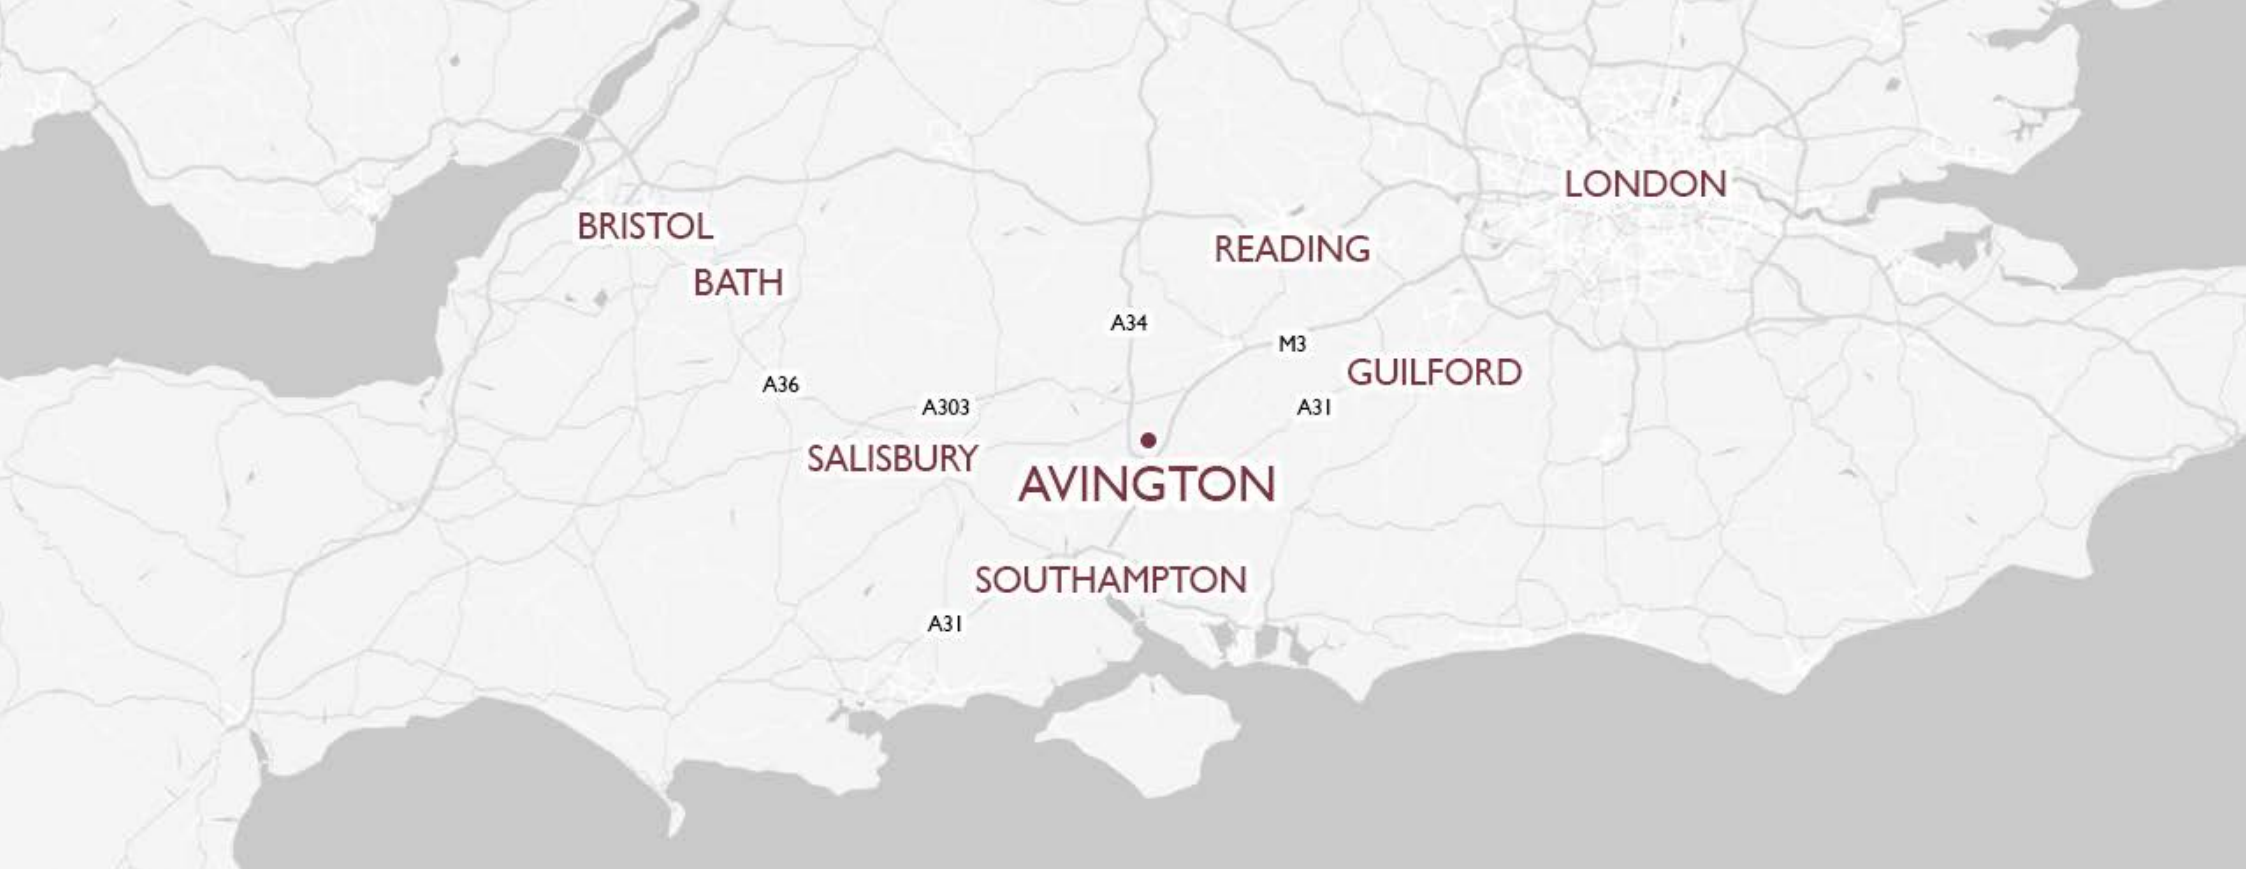 LONDON
BRISTOL
READING
BATH
A34
M3
GUILFORD
A36
A303
A31
SALISBURY
AVINGTON
SOUTHAMPTON
A31